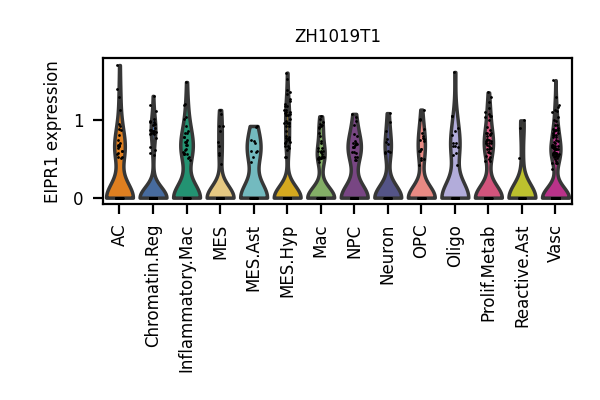 ZH1019T1
EIPR1 expression
1
0
AC
Chromatin.Reg
Inflammatory.Mac
MES
MES.Ast
MES.Hyp
Mac
NPC
Neuron
OPC
Oligo
Prolif.Metab
Reactive.Ast
Vasc